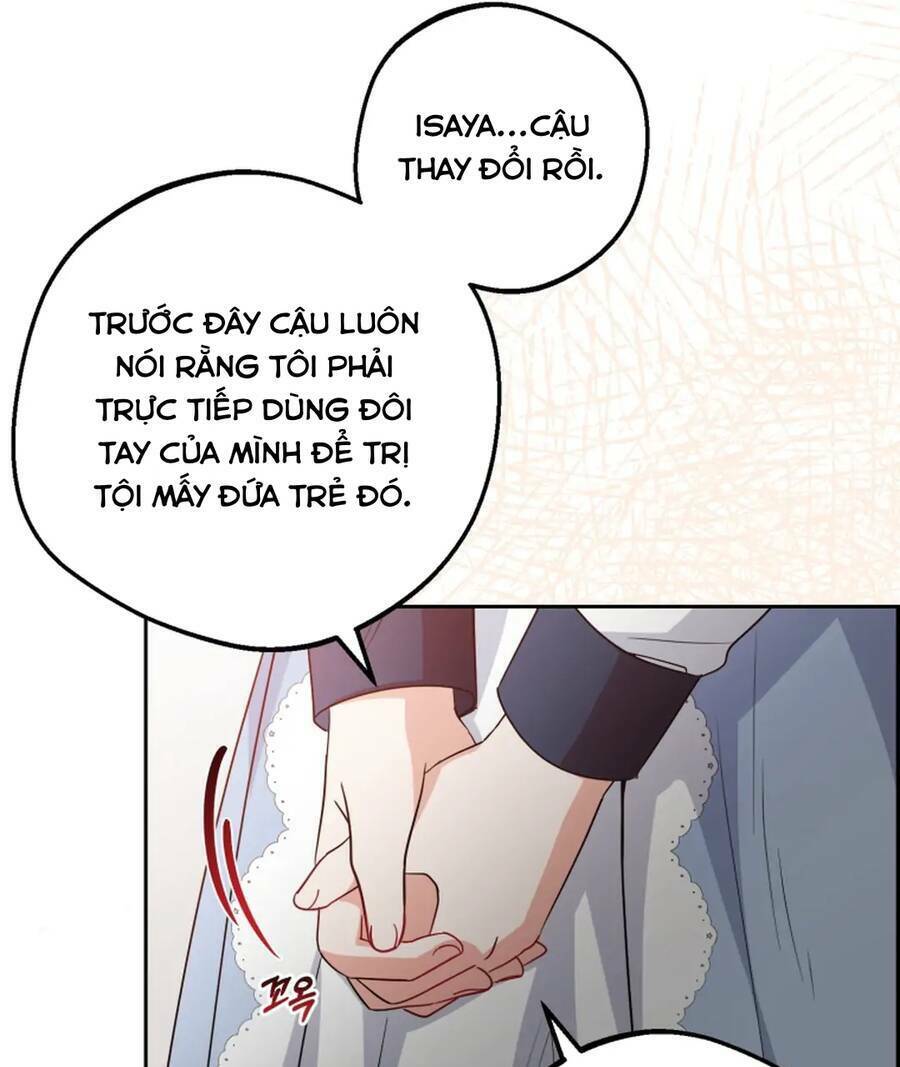 ISAYA...CẬU
THAY ĐỔI RỒI.
TRƯỚC ĐÂY CẬU LUÔN
NÓI RẰNG TÔI PHẢI
TRỰC TIẾP DÙNG ĐÔI
TAY CỦA MÌNH ĐỂ TRỊ
TỘI MẤY ĐỨA TRẺ ĐÓ.
꼬옥